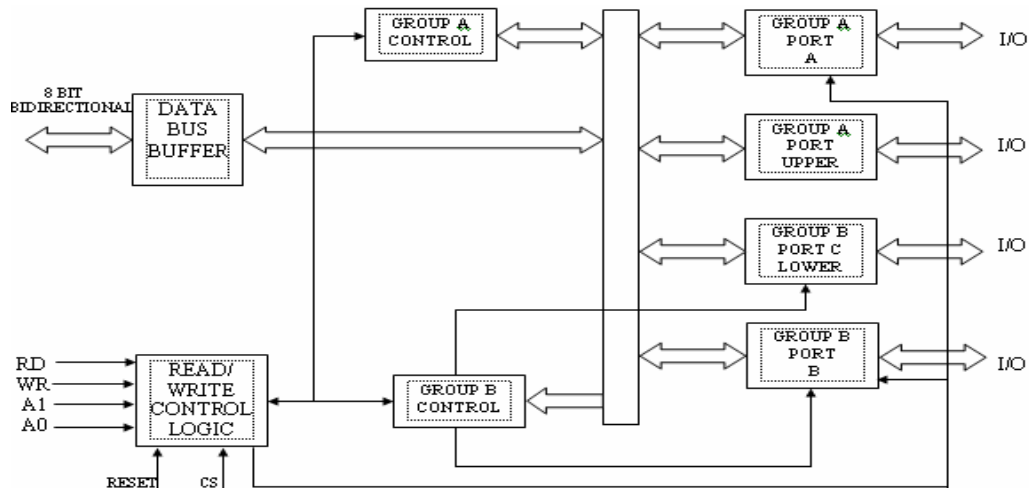 GROUP A
CONTROL
GROUP A
PORT
A
I/O
8 BIT
BIDIRECTIONAL
DATA
BUS
BUFFER
GROUP A
PORT
UPPER
I/O
GROUP B
PORT C
LOWER
I/O
RD
WR
A1
A0
READ/
WRITE
CONTROL
LOGIC
GROUP B
CONTROL
GROUP B
PORT
B
I/O
RESET
CS